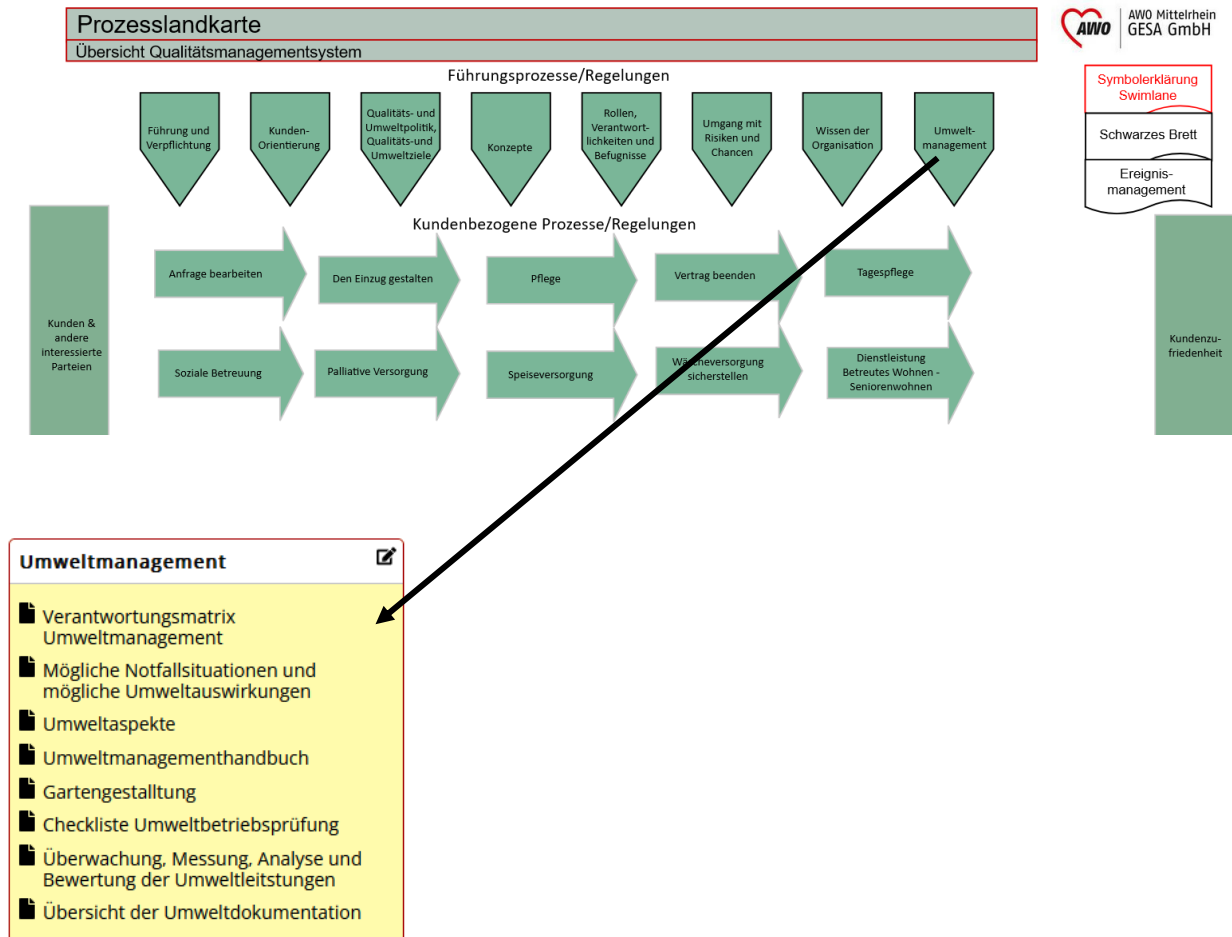 Prozesslandkarte
Übersicht Qualitätsmanagementsystem
AWO
AWO Mittelrhein
GESA GmbH
Symbolerklärung
Swimlane
Schwarzes Brett
Ereignis-
management
Führungsprozesse/Regelungen
Führung und
Verpflichtung
Kunden-
Orientierung
Qualitäts- und
Umweltpolitik,
Qualitäts-und
Umweltziele
Konzepte
Rollen,
Verantwort-
lichkeiten und
Befugnisse
Umgang mit
Risiken und
Chancen
Wissen der
Organisation
Umwelt-
management
Kundenbezogene Prozesse/Regelungen
Kunden &
andere
interessierte
Parteien
Anfrage bearbeiten
Den Einzug gestalten
Pflege
Vertrag beenden
Tagespflege
Soziale Betreuung
Palliative Versorgung
Speiseversorgung
Wäscheversorgung
sicherstellen
Dienstleistung
Betreutes Wohnen -
Seniorenwohnen
Kundenzu-
friedenheit
Umweltmanagement
Verantwortungsmatrix
Umweltmanagement
Mögliche Notfallsituationen und
mögliche Umweltauswirkungen
Umweltaspekte
Umweltmanagementhandbuch
Gartengestalltung
Checkliste Umweltbetriebsprüfung
Überwachung, Messung, Analyse und
Bewertung der Umweltleitstungen
Übersicht der Umweltdokumentation